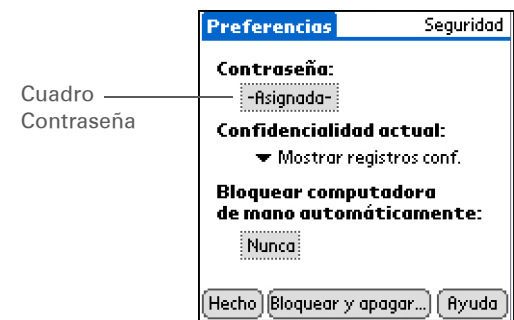 Preferencias Seguridad
Contraseña:
Cuadro
Contraseña
-Asignada-
Confidencialidad actual:
Mostrar registros conf.
Bloquear computadora
de mano automáticamente:
Nunca
Hecho Bloquear y apagar... Ayuda